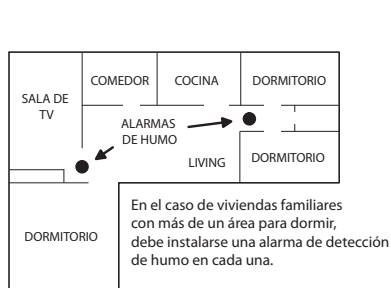 COMEDOR
COCINA
DORMITORIO
SALA DE
TV
ALARMAS
DE HUMO
LIVING
DORMITORIO
DORMITORIO
En el caso de viviendas familiares
con más de un área para dormir,
debe instalarse una alarma de detección
de humo en cada una.